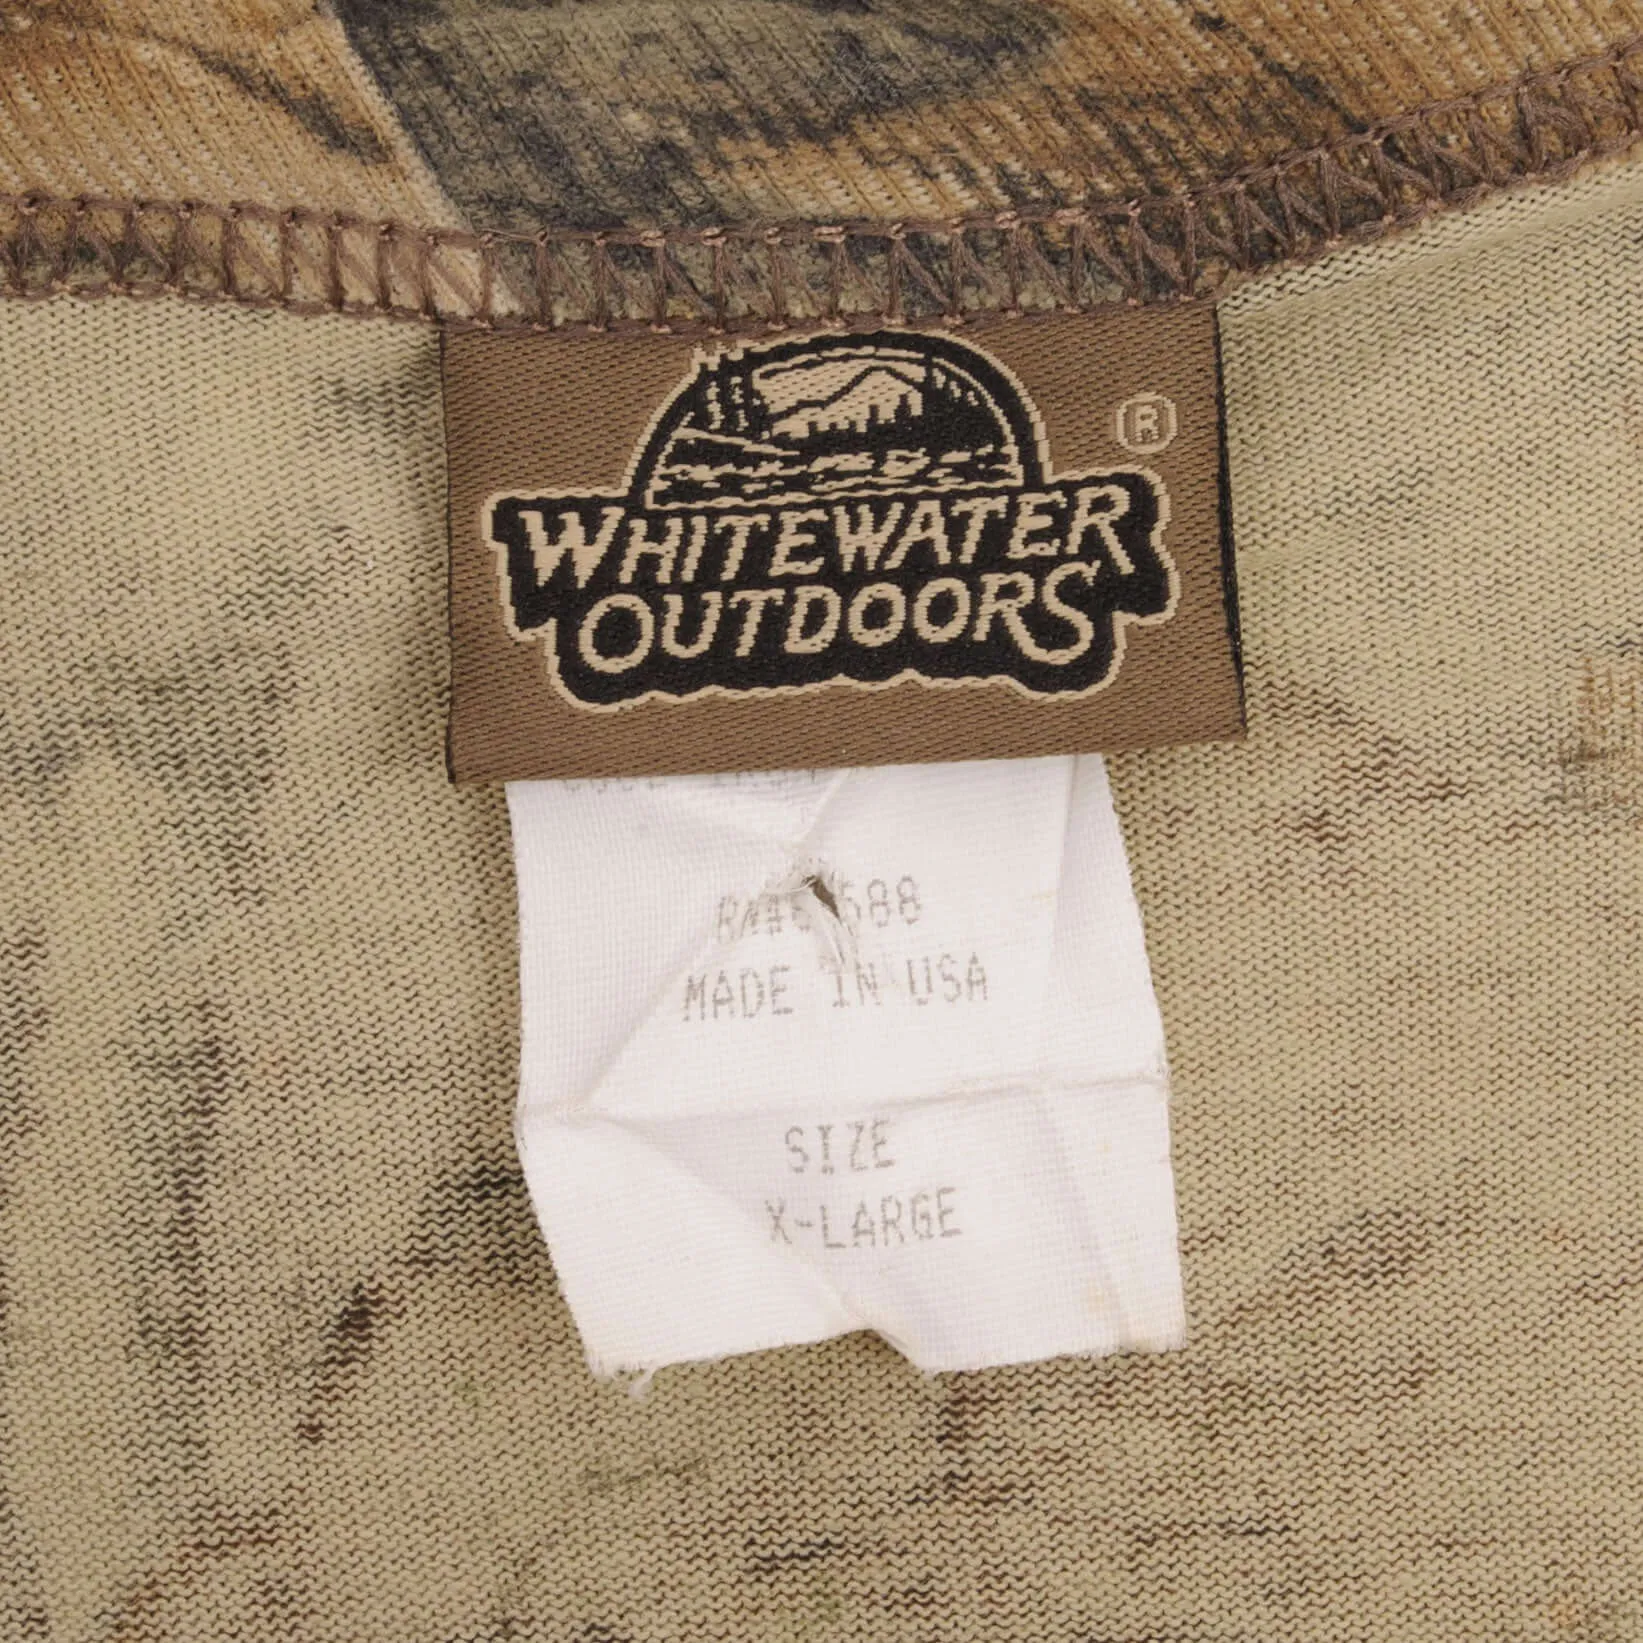 ®
WHITEWATER
OUTDOORS
MADE IN USA
SIZE
X-LARGE